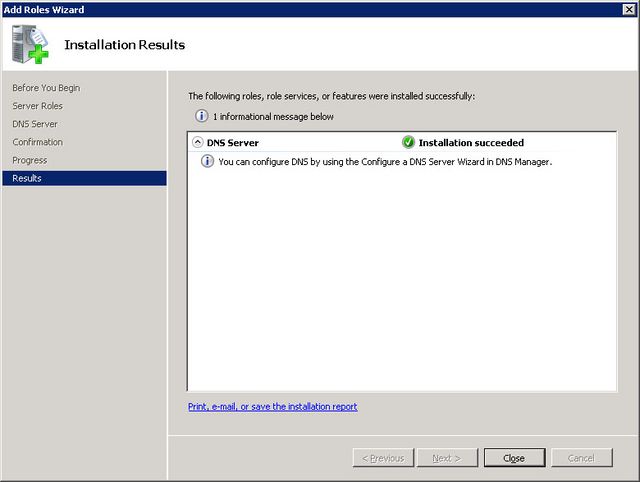 Add Roles Wizard
Installation Results
Before You Begin
Server Roles
DNS Server
Confirmation
Progress
Results
The following roles, role services, or features were installed successfully:
1 informational message below
DNS Server Installation succeeded
You can configure DNS by using the Configure a DNS Server Wizard in DNS Manager.
Print, e-mail, or save the installation report
< Previous Next > Close Cancel